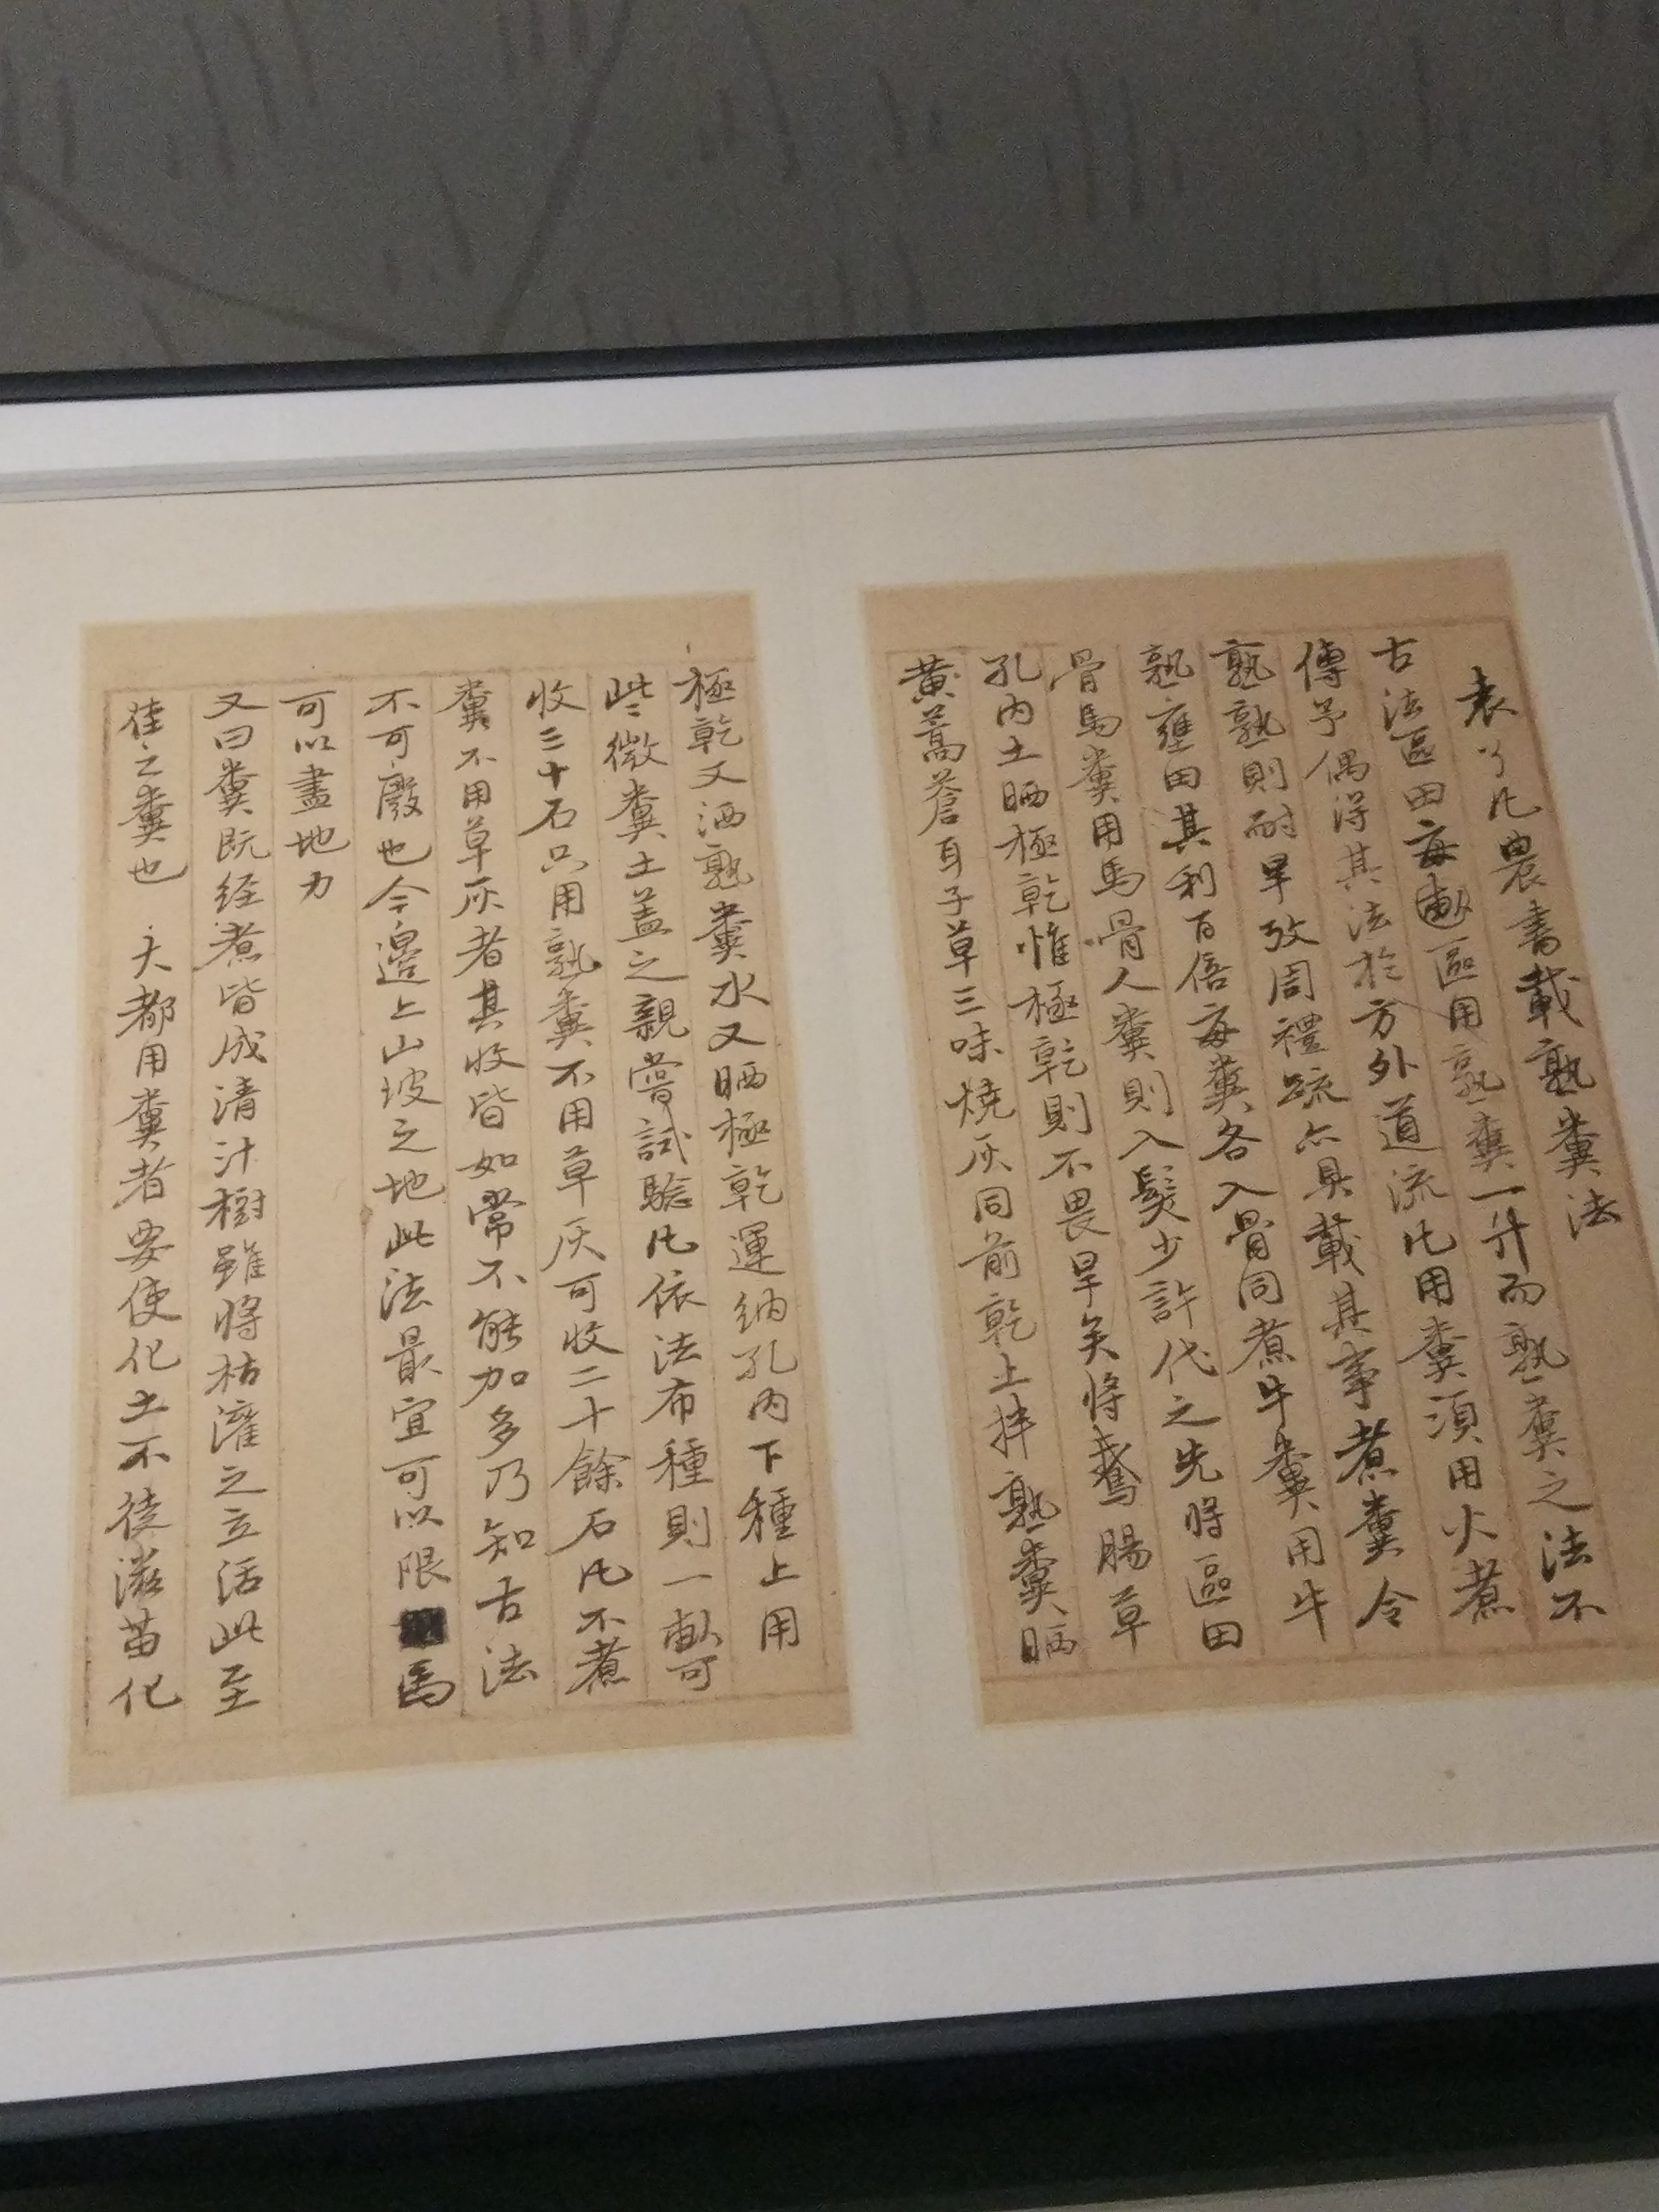 袁了凡農書載熟糞法
古法區田每畝區用熟糞一升而熟糞之法不
傳予偶得其法於方外道流凡用糞須用火煮
熟熟則耐旱攷周禮疏亦具載其事煮糞令
熟壅田其利百倍每糞各入骨同煮牛糞用牛
骨馬糞用馬骨人糞則入髮少許代之先將區田
孔內土晒極乾惟極乾則不畏旱矣將鵞腸草
黃蒿蒼耳子草三味燒灰同前乾土拌熟糞晒
極乾又洒熟糞水又晒極乾運納孔內下種上用
些微糞土盖之親嘗試驗凡依法布種則一畝可
收三十石只用熟糞不用草灰可收二十餘石凡不煮
糞不用草灰者其收皆如常不能加多乃知古法
不可廢也今邊上山坡之地此法最宜可以限馬
可以盡地力
又曰糞既經煮皆成清汁樹雖將枯灌之立活此至
佳之糞也 大都用糞者要使化土不徒滋苗化